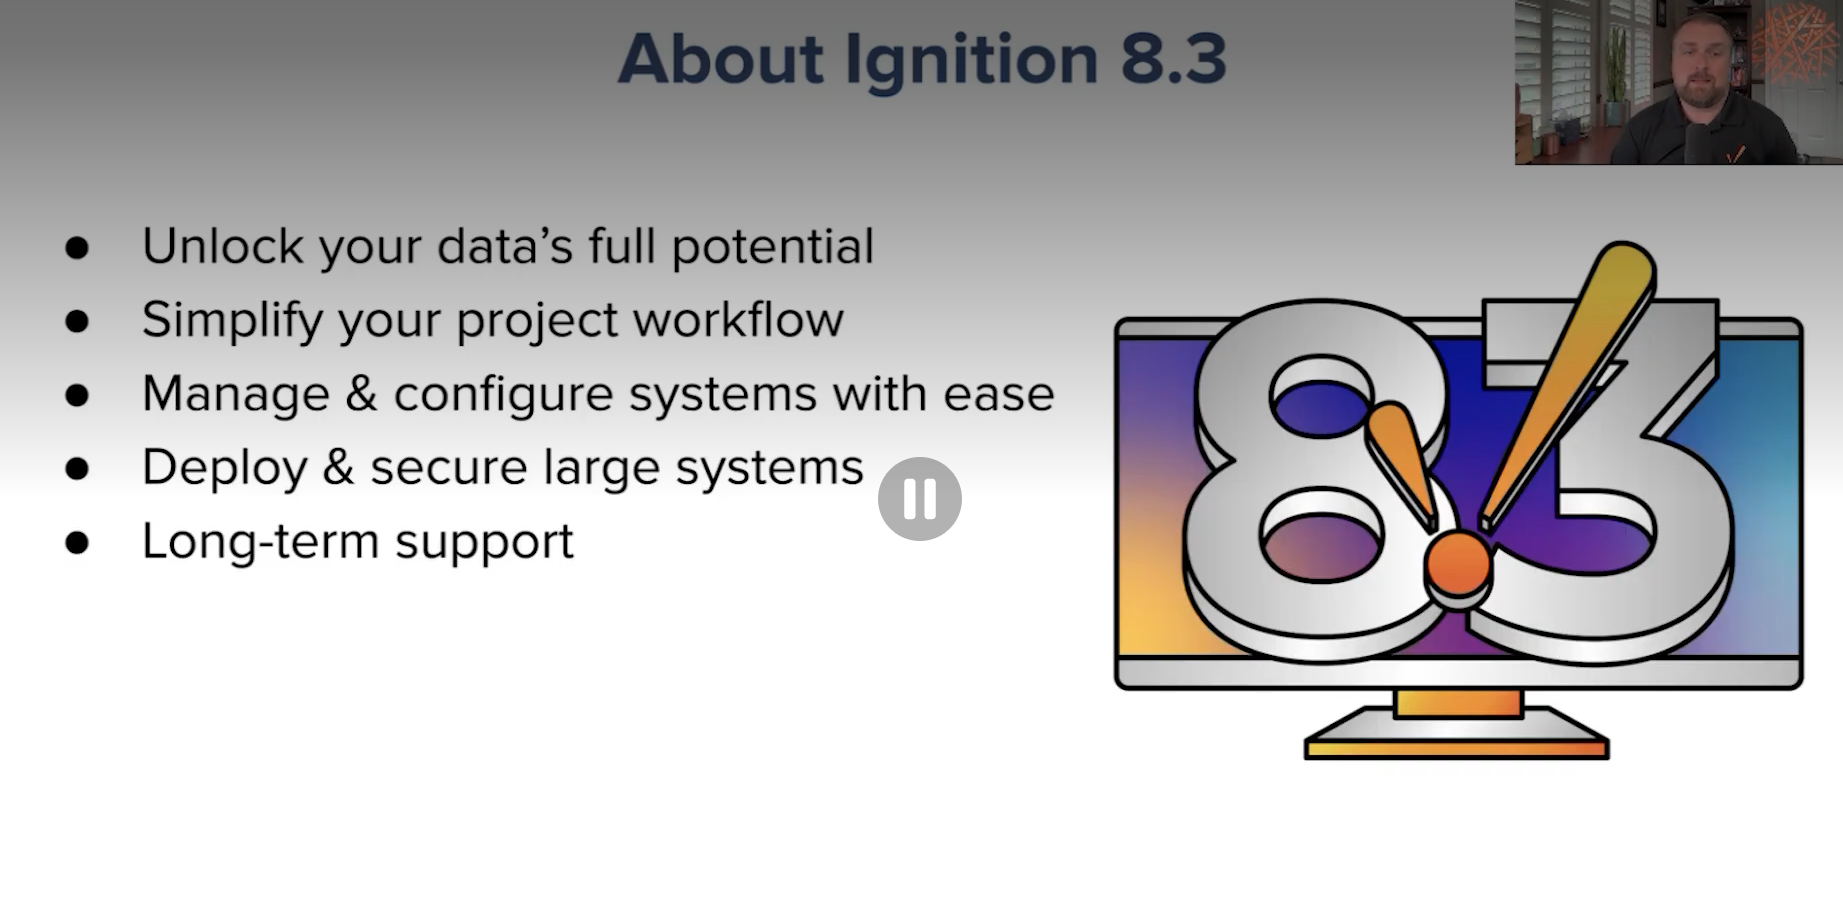 About Ignition 8.3
● Unlock your data’s full potential
● Simplify your project workflow
● Manage & configure systems with ease
● Deploy & secure large systems
● Long-term support
8.3